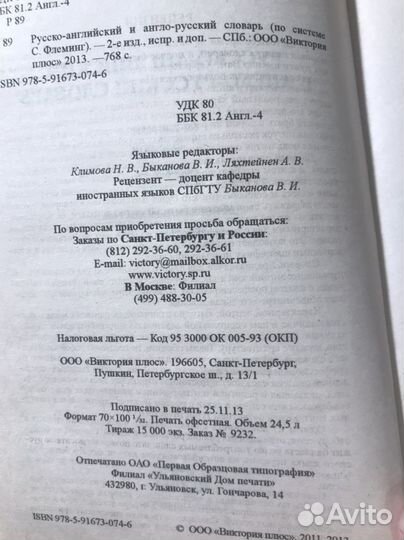 ББК 81.2 Англ.-4
Р 89
89 Русско-английский и англо-русский словарь (по системе
С. Флеминг). — 2-е изд., испр. и доп. — СПб.: ООО «Виктория
плюс» 2013. —768 с.
ISBN 978-5-91673-074-6
УДК 80
ББК 81.2 Англ.-4
Языковые редакторы:
Климова Н. В., Быканова В. И., Ляхтейнен А. В.
Рецензент — доцент кафедры
иностранных языков СПбГТУ Быканова В. И.
По вопросам приобретения просьба обращаться:
Заказы по Санкт-Петербургу и России:
(812) 292-36-60, 292-36-61
E-mail: victory@mailbox.alkor.ru
www.victory.sp.ru
В Москве: Филиал
(499) 488-30-05
Налоговая льгота — Код 95 3000 ОК 005-93 (ОКП)
ООО «Виктория плюс». 196605, Санкт-Петербург,
Пушкин, Петербургское ш., д. 13/1
Подписано в печать 25.11.13
Формат 70×100 ¹/₃₂. Печать офсетная. Объем 24,5 л
Тираж 15 000 экз. Заказ № 9232.
Отпечатано ОАО «Первая Образцовая типография»
Филиал «Ульяновский Дом печати»
432980, г. Ульяновск, ул. Гончарова, 14
ISBN 978-5-91673-074-6
© ООО «Виктория плюс», 2011, 2013
Avito